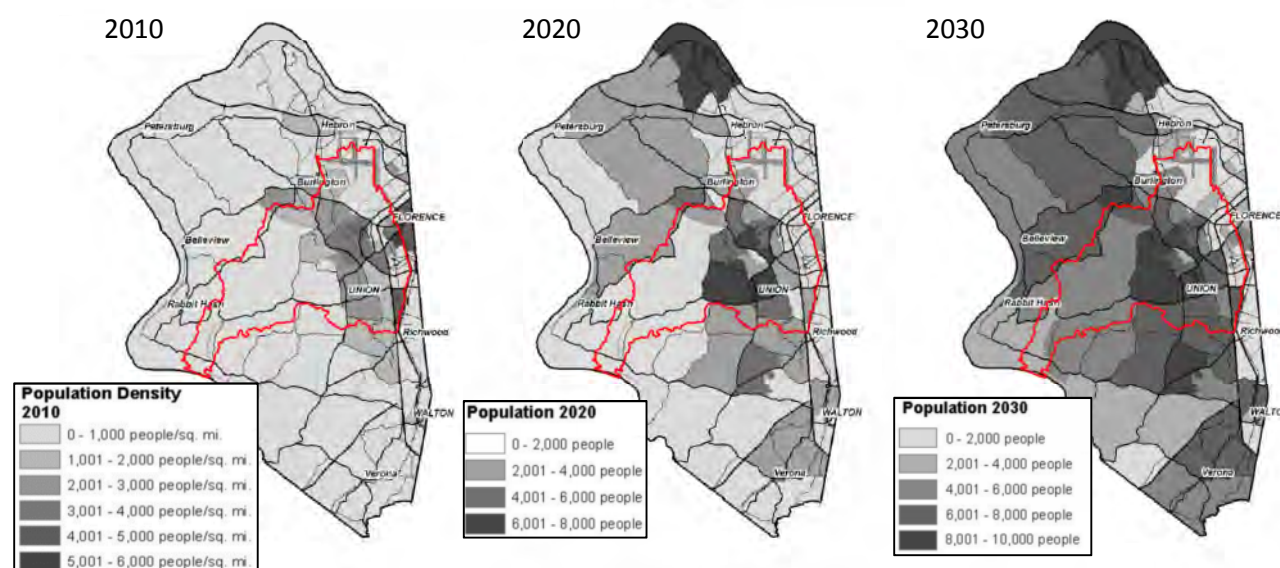 2010
Petersburg
Hebron
Burlington
FLORENCE
Belleview
UNION
Rabbit Hash
Richwood
WALTON
Verona
Population Density
2010
0 - 1,000 people/sq. mi.
1,001 - 2,000 people/sq. mi.
2,001 - 3,000 people/sq. mi.
3,001 - 4,000 people/sq. mi.
4,001 - 5,000 people/sq. mi.
5,001 - 6,000 people/sq. mi.
2020
Petersburg
Hebron
Burlington
FLORENCE
Belleview
UNION
Rabbit Hash
Richwood
WALTON
Verona
Population 2020
0 - 2,000 people
2,001 - 4,000 people
4,001 - 6,000 people
6,001 - 8,000 people
2030
Petersburg
Hebron
Burlington
FLORENCE
Belleview
UNION
Rabbit Hash
Richwood
WALTON
Verona
Population 2030
0 - 2,000 people
2,001 - 4,000 people
4,001 - 6,000 people
6,001 - 8,000 people
8,001 - 10,000 people